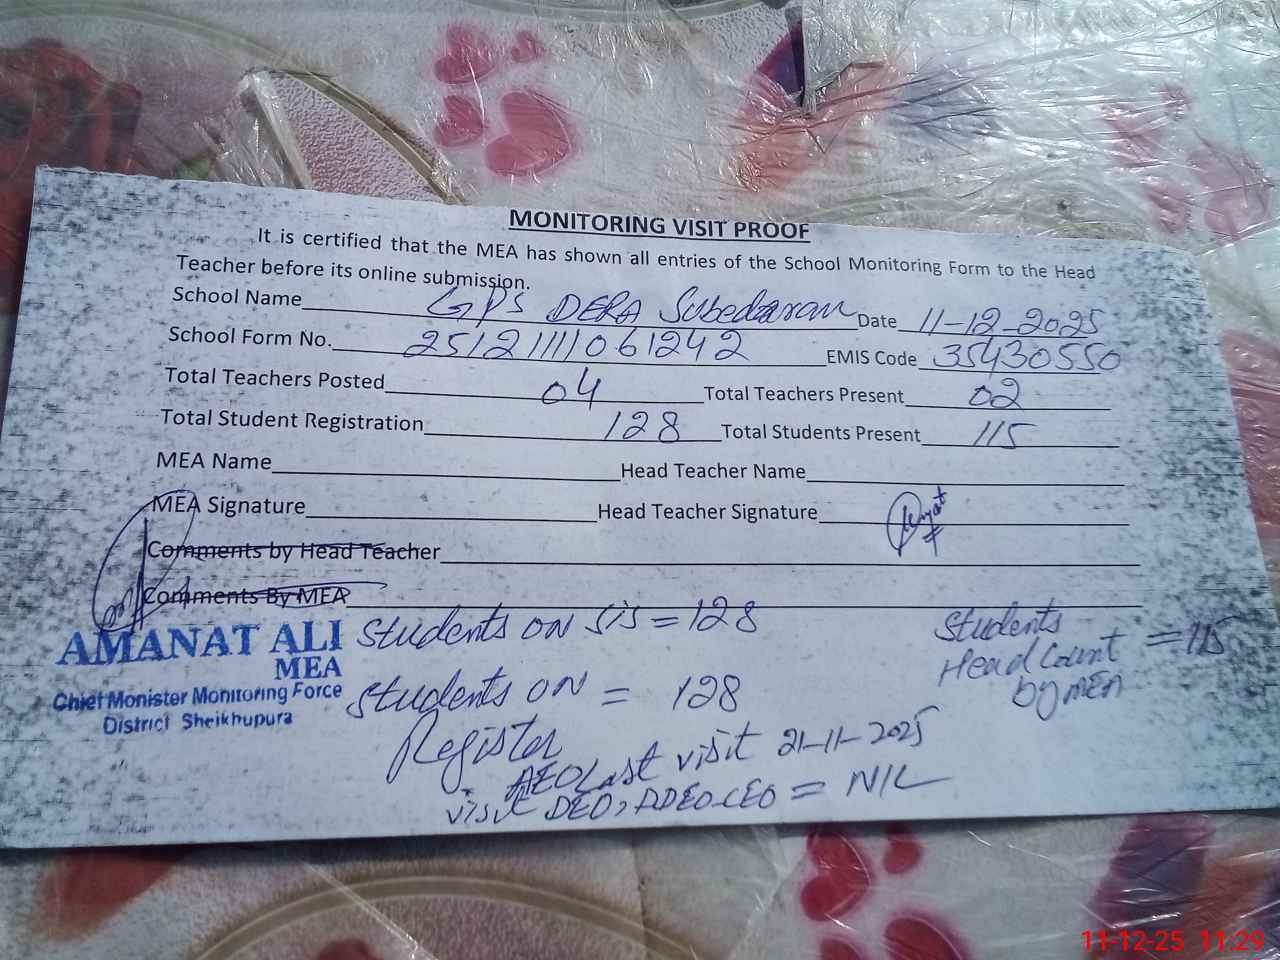 MONITORING VISIT PROOF
It is certified that the MEA has shown all entries of the School Monitoring Form to the Head
Teacher before its online submission.
School Name GPS DERA Subedaran Date 11-12-2025
School Form No. 25121111061242 EMIS Code 35430550
Total Teachers Posted 04 Total Teachers Present 02
Total Student Registration 128 Total Students Present 115
MEA Name Head Teacher Name
MEA Signature Head Teacher Signature
Comments by Head Teacher
Comments By MEA
AMANAT ALI
MEA
Chief Monister Monitoring Force
District Sheikhupura
Students on SIS = 128
Students on = 128
Register
Students
Head Count = 115
by MEA
AEO Last visit 21-11-2025
visit DEO, DDEO CEO = NIL
11-12-25 11:29